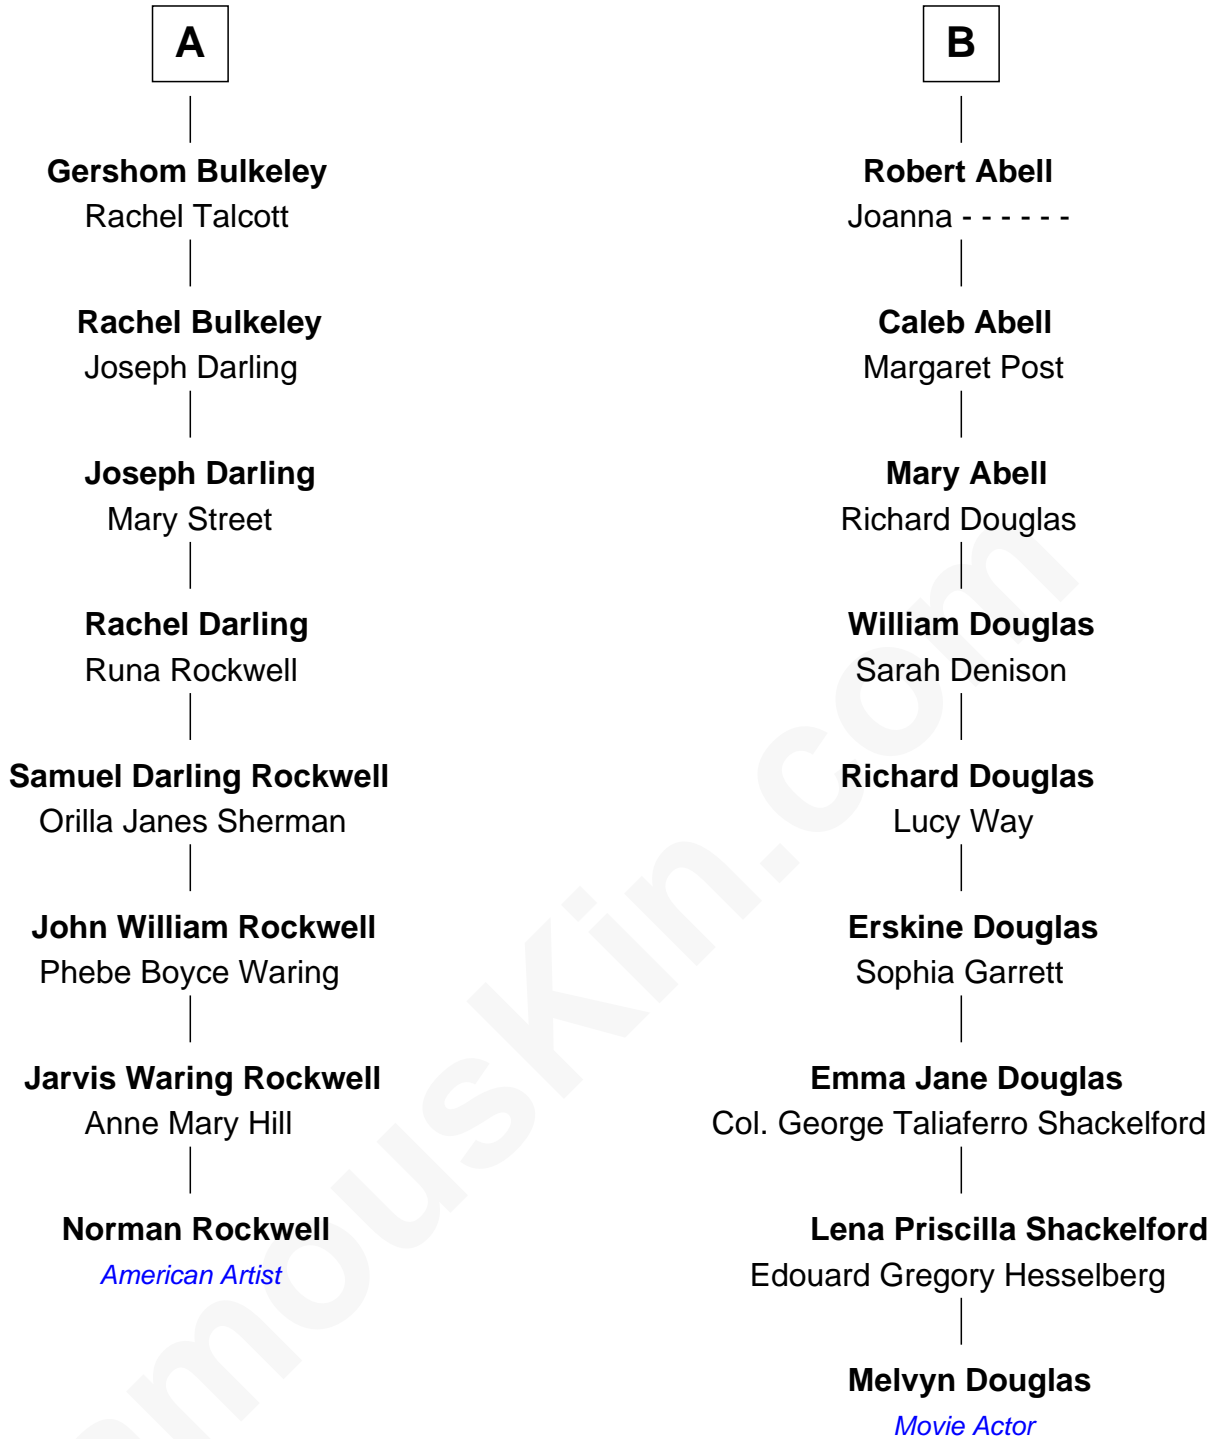 A
Gershom Bulkeley
Rachel Talcott
Rachel Bulkeley
Joseph Darling
Joseph Darling
Mary Street
Rachel Darling
Runa Rockwell
Samuel Darling Rockwell
Orilla Janes Sherman
John William Rockwell
Phebe Boyce Waring
Jarvis Waring Rockwell
Anne Mary Hill
Norman Rockwell
American Artist
B
Robert Abell
Joanna - - - - - -
Caleb Abell
Margaret Post
Mary Abell
Richard Douglas
William Douglas
Sarah Denison
Richard Douglas
Lucy Way
Erskine Douglas
Sophia Garrett
Emma Jane Douglas
Col. George Taliaferro Shackelford
Lena Priscilla Shackelford
Edouard Gregory Hesselberg
Melvyn Douglas
Movie Actor
amouskin.com